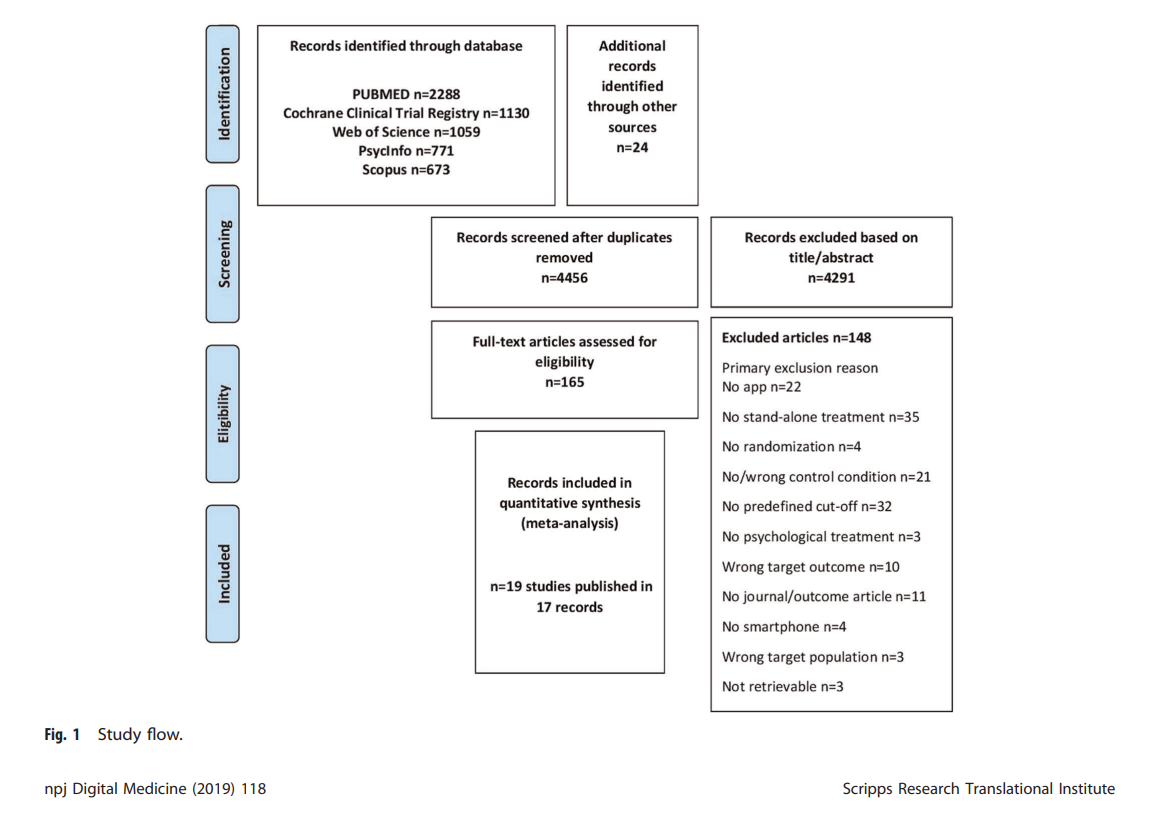 Identification
Records identified through database
PUBMED n=2288
Cochrane Clinical Trial Registry n=1130
Web of Science n=1059
PsycInfo n=771
Scopus n=673
Additional
records
identified
through other
sources
n=24
Screening
Records screened after duplicates
removed
n=4456
Records excluded based on
title/abstract
n=4291
Eligibility
Full-text articles assessed for
eligibility
n=165
Excluded articles n=148
Primary exclusion reason
No app n=22
No stand-alone treatment n=35
No randomization n=4
No/wrong control condition n=21
No predefined cut-off n=32
No psychological treatment n=3
Wrong target outcome n=10
No journal/outcome article n=11
No smartphone n=4
Wrong target population n=3
Not retrievable n=3
Included
Records included in
quantitative synthesis
(meta-analysis)
n=19 studies published in
17 records
Fig. 1 Study flow.
npj Digital Medicine (2019) 118
Scripps Research Translational Institute